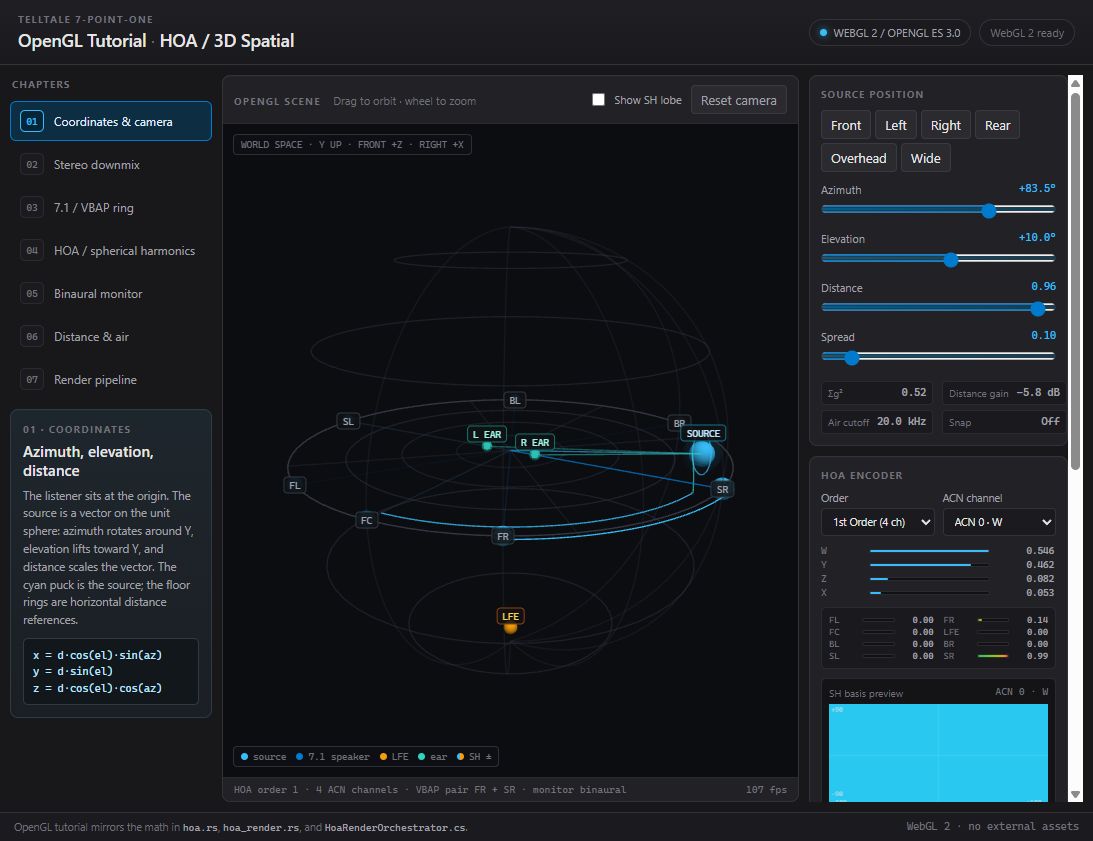 TELLTALE 7-POINT-ONE
OpenGL Tutorial · HOA / 3D Spatial
WEBGL 2 / OPENGL ES 3.0
WebGL 2 ready
CHAPTERS
01 Coordinates & camera
02 Stereo downmix
03 7.1 / VBAP ring
04 HOA / spherical harmonics
05 Binaural monitor
06 Distance & air
07 Render pipeline
01 · COORDINATES
Azimuth, elevation,
distance
The listener sits at the origin. The
source is a vector on the unit
sphere: azimuth rotates around Y,
elevation lifts toward Y, and
distance scales the vector. The
cyan puck is the source; the floor
rings are horizontal distance
references.
x = d·cos(el)·sin(az)
y = d·sin(el)
z = d·cos(el)·cos(az)
OPENGL SCENE Drag to orbit · wheel to zoom
Show SH lobe
Reset camera
WORLD SPACE · Y UP · FRONT +Z · RIGHT +X
BL
SL
BR
L EAR
R EAR
SOURCE
FL
SR
FC
FR
LFE
source 7.1 speaker LFE ear SH ±
HOA order 1 · 4 ACN channels · VBAP pair FR + SR · monitor binaural
107 fps
SOURCE POSITION
Front Left Right Rear
Overhead Wide
Azimuth +83.5°
Elevation +10.0°
Distance 0.96
Spread 0.10
Σg² 0.52 Distance gain −5.8 dB
Air cutoff 20.0 kHz Snap Off
HOA ENCODER
Order ACN channel
1st Order (4 ch) ACN 0 · W
W 0.546
Y 0.462
Z 0.082
X 0.053
FL 0.00 FR 0.14
FC 0.00 LFE 0.00
BL 0.00 BR 0.00
SL 0.00 SR 0.99
SH basis preview ACN 0 · W
+90
-90
OpenGL tutorial mirrors the math in hoa.rs, hoa_render.rs, and HoaRenderOrchestrator.cs.
WebGL 2 · no external assets